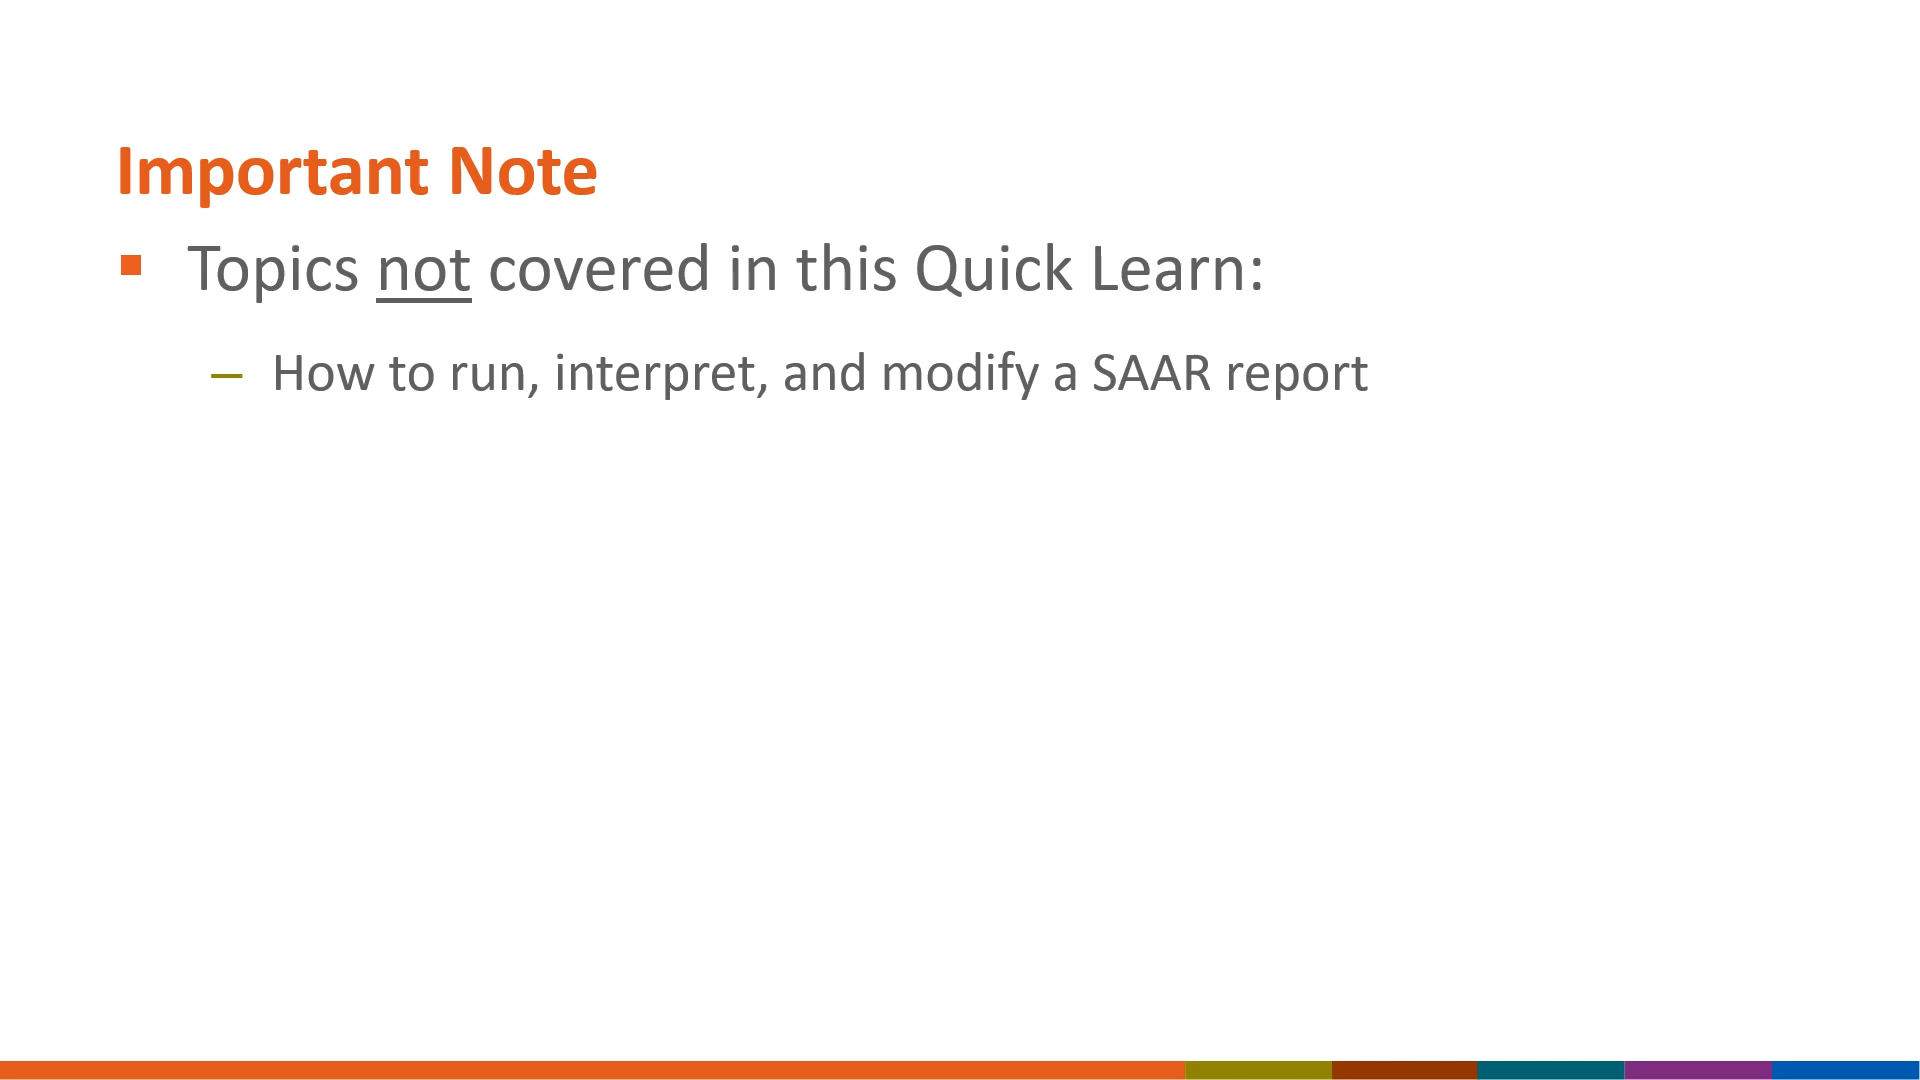 Important Note
▪ Topics not covered in this Quick Learn:
– How to run, interpret, and modify a SAAR report